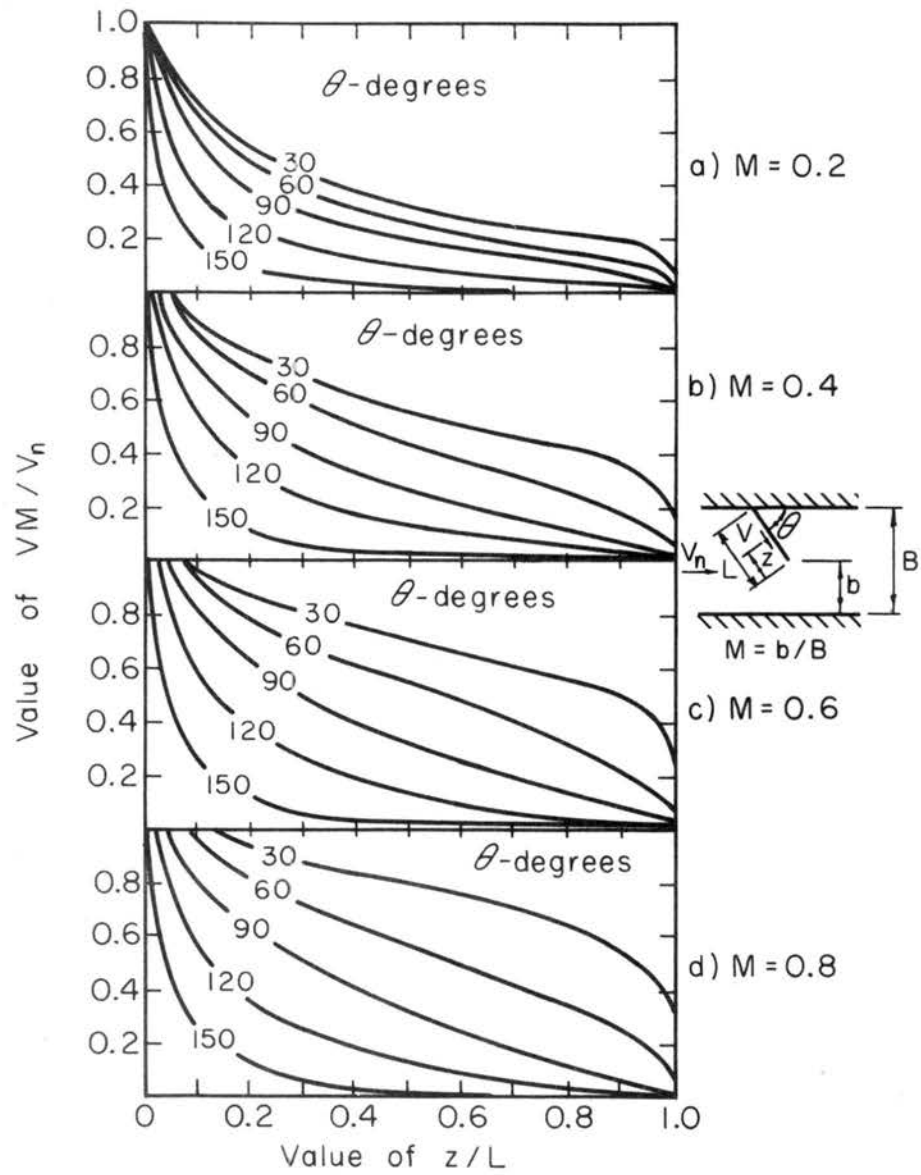 1.0
0.8
0.6
0.4
0.2
θ-degrees
30
60
90
120
150
a) M = 0.2
0.8
0.6
0.4
0.2
θ-degrees
30
60
90
120
150
b) M = 0.4
0.8
0.6
0.4
0.2
θ-degrees
30
60
90
120
150
c) M = 0.6
0.8
0.6
0.4
0.2
θ-degrees
30
60
90
120
150
d) M = 0.8
0 0.2 0.4 0.6 0.8 1.0
Value of z/L
Value of VM/Vn
Vn
L
V
z
θ
b
B
M = b/B